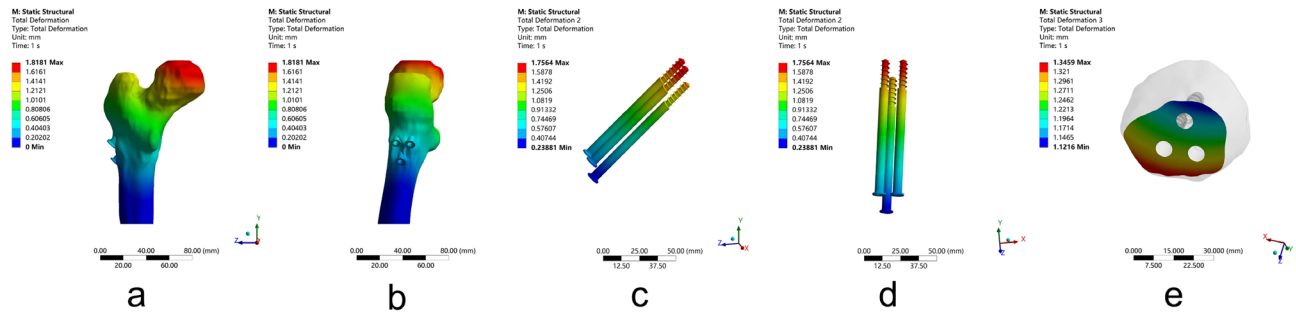 M: Static Structural
Total Deformation
Type: Total Deformation
Unit: mm
Time: 1 s
1.8181 Max
1.6161
1.4141
1.2121
1.0101
0.80806
0.60605
0.40403
0.20202
0 Min
Y
Z
0.00 40.00 80.00 (mm)
20.00 60.00
a
M: Static Structural
Total Deformation
Type: Total Deformation
Unit: mm
Time: 1 s
1.8181 Max
1.6161
1.4141
1.2121
1.0101
0.80806
0.60605
0.40403
0.20202
0 Min
Y
X
Z
0.00 40.00 80.00 (mm)
20.00 60.00
b
M: Static Structural
Total Deformation 2
Type: Total Deformation
Unit: mm
Time: 1 s
1.7564 Max
1.5878
1.4192
1.2506
1.0819
0.91332
0.74469
0.57607
0.40744
0.23881 Min
Y
Z
X
0.00 25.00 50.00 (mm)
12.50 37.50
c
M: Static Structural
Total Deformation 2
Type: Total Deformation
Unit: mm
Time: 1 s
1.7564 Max
1.5878
1.4192
1.2506
1.0819
0.91332
0.74469
0.57607
0.40744
0.23881 Min
Y
X
Z
0.00 25.00 50.00 (mm)
12.50 37.50
d
M: Static Structural
Total Deformation 3
Type: Total Deformation
Unit: mm
Time: 1 s
1.3459 Max
1.321
1.2961
1.2711
1.2462
1.2213
1.1964
1.1714
1.1465
1.1216 Min
X
Y
Z
0.000 15.000 30.000 (mm)
7.500 22.500
e